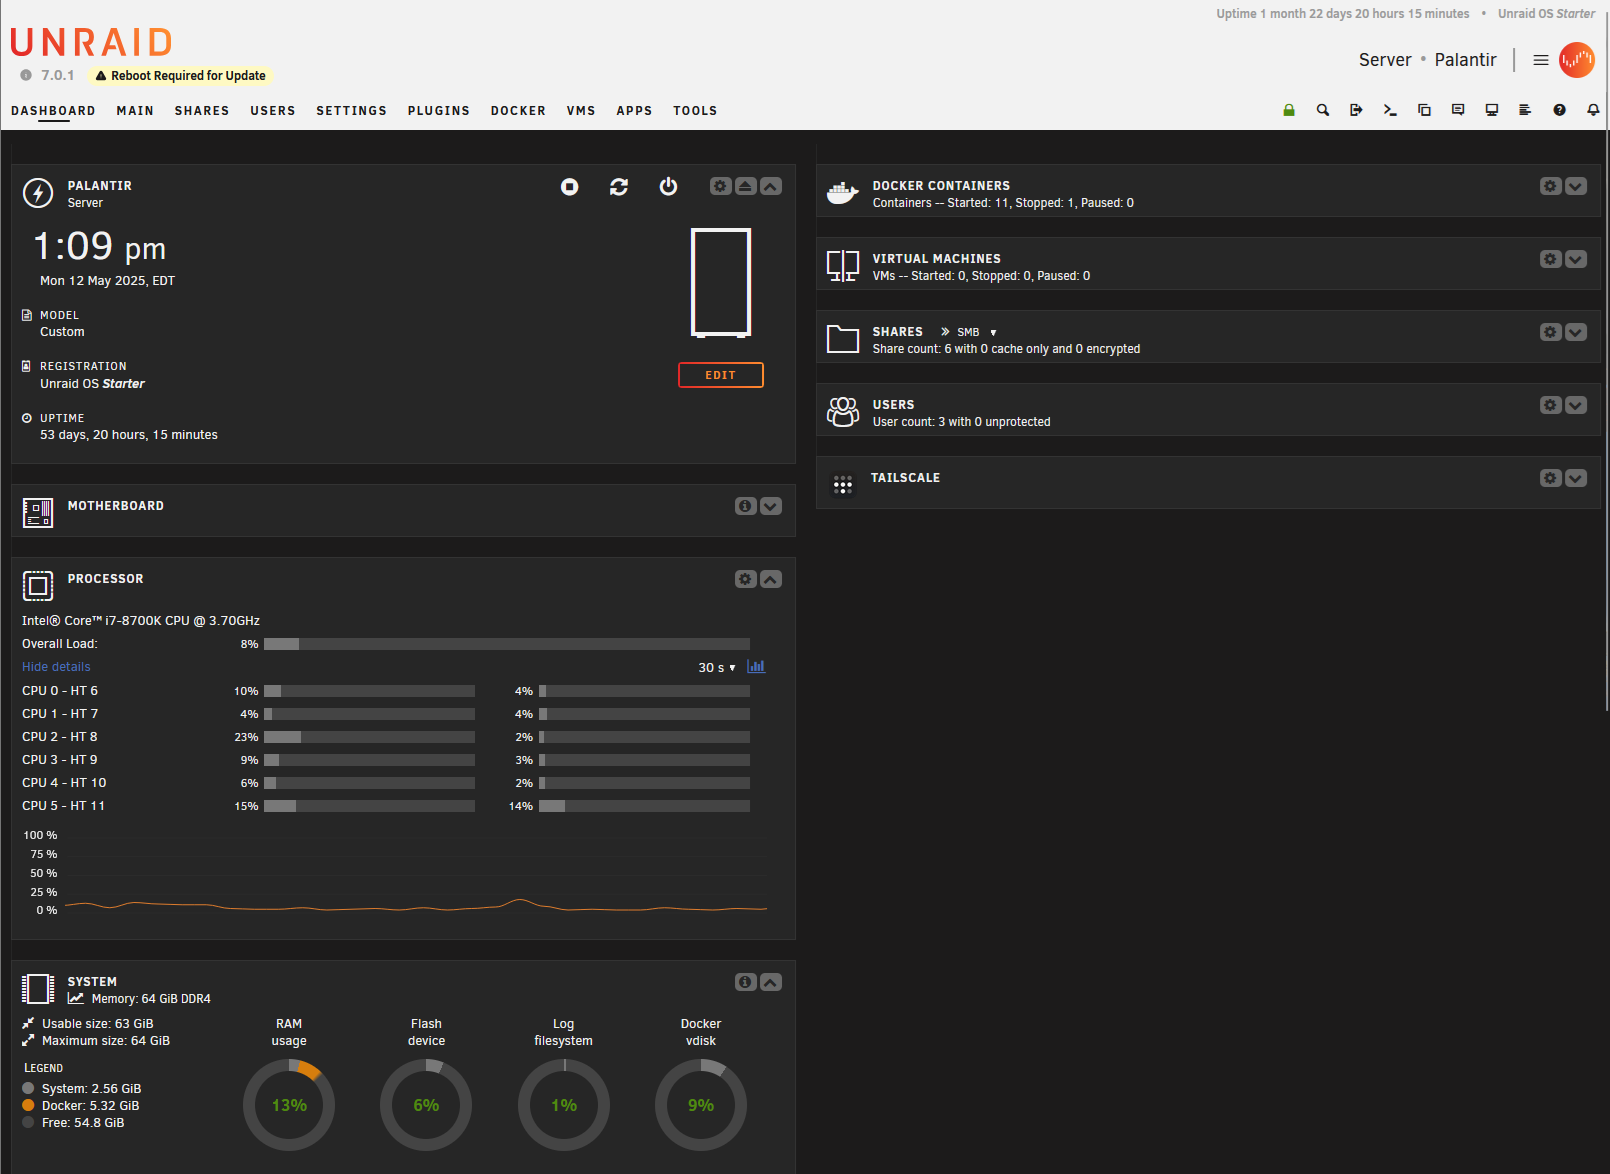 Uptime 1 month 22 days 20 hours 15 minutes • Unraid OS Starter
UNRAID
7.0.1 Reboot Required for Update
Server • Palantir
DASHBOARD MAIN SHARES USERS SETTINGS PLUGINS DOCKER VMS APPS TOOLS
PALANTIR
Server
1:09 pm
Mon 12 May 2025, EDT
MODEL
Custom
REGISTRATION
Unraid OS Starter
EDIT
UPTIME
53 days, 20 hours, 15 minutes
MOTHERBOARD
PROCESSOR
Intel® Core™ i7-8700K CPU @ 3.70GHz
Overall Load: 8%
Hide details 30 s ▾
CPU 0 - HT 6 10% 4%
CPU 1 - HT 7 4% 4%
CPU 2 - HT 8 23% 2%
CPU 3 - HT 9 9% 3%
CPU 4 - HT 10 6% 2%
CPU 5 - HT 11 15% 14%
100 %
75 %
50 %
25 %
0 %
SYSTEM
Memory: 64 GiB DDR4
Usable size: 63 GiB
Maximum size: 64 GiB
LEGEND
System: 2.56 GiB
Docker: 5.32 GiB
Free: 54.8 GiB
RAM
usage
13%
Flash
device
6%
Log
filesystem
1%
Docker
vdisk
9%
DOCKER CONTAINERS
Containers -- Started: 11, Stopped: 1, Paused: 0
VIRTUAL MACHINES
VMs -- Started: 0, Stopped: 0, Paused: 0
SHARES » SMB ▾
Share count: 6 with 0 cache only and 0 encrypted
USERS
User count: 3 with 0 unprotected
TAILSCALE